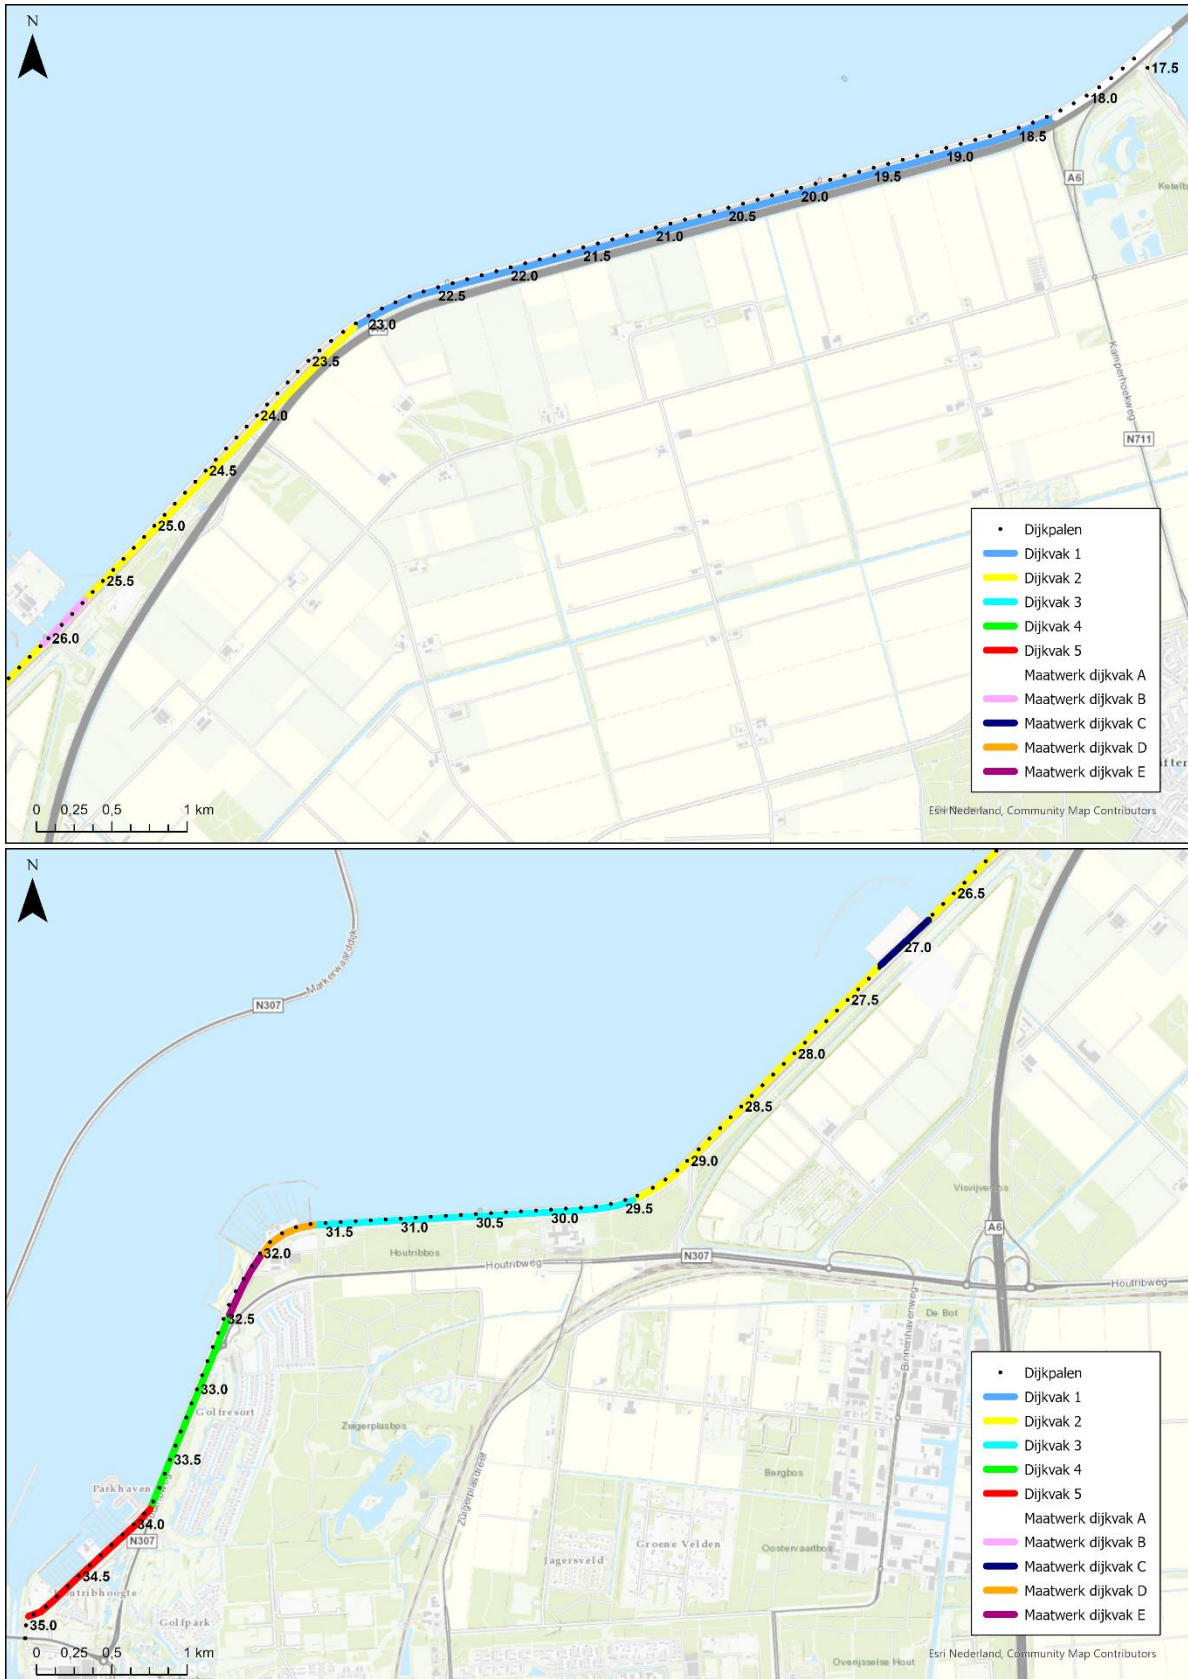 N
17.5
18.0
18.5
19.0
19.5
A6
Ketelb
20.0
20.5
21.0
21.5
22.0
22.5
23.0
23.5
Kamperhoekweg
24.0
N711
24.5
25.0
25.5
26.0
Dijkpalen
Dijkvak 1
Dijkvak 2
Dijkvak 3
Dijkvak 4
Dijkvak 5
Maatwerk dijkvak A
Maatwerk dijkvak B
Maatwerk dijkvak C
Maatwerk dijkvak D
Maatwerk dijkvak E
ifter
0 0,25 0,5 1 km
Esri Nederland, Community Map Contributors
N
26.5
27.0
Markerwaarddijk
N307
27.5
28.0
28.5
29.0
Visvijverbos
29.5
30.0
30.5
31.0
31.5
A6
32.0
Houtribbos
Houtribweg
N307
Houtribweg
32.5
De Bot
Binnenhavenweg
33.0
Golfresort
Zuigerplasbos
33.5
Zuigerplasdreef
Bergbos
Parkhaven
34.0
N307
Groene Velden
Oostervaartbos
Jagersveld
34.5
Houtribhoogte
35.0
Golfpark
Dijkpalen
Dijkvak 1
Dijkvak 2
Dijkvak 3
Dijkvak 4
Dijkvak 5
Maatwerk dijkvak A
Maatwerk dijkvak B
Maatwerk dijkvak C
Maatwerk dijkvak D
Maatwerk dijkvak E
0 0,25 0,5 1 km
Esri Nederland, Community Map Contributors
Overijsselse Hout